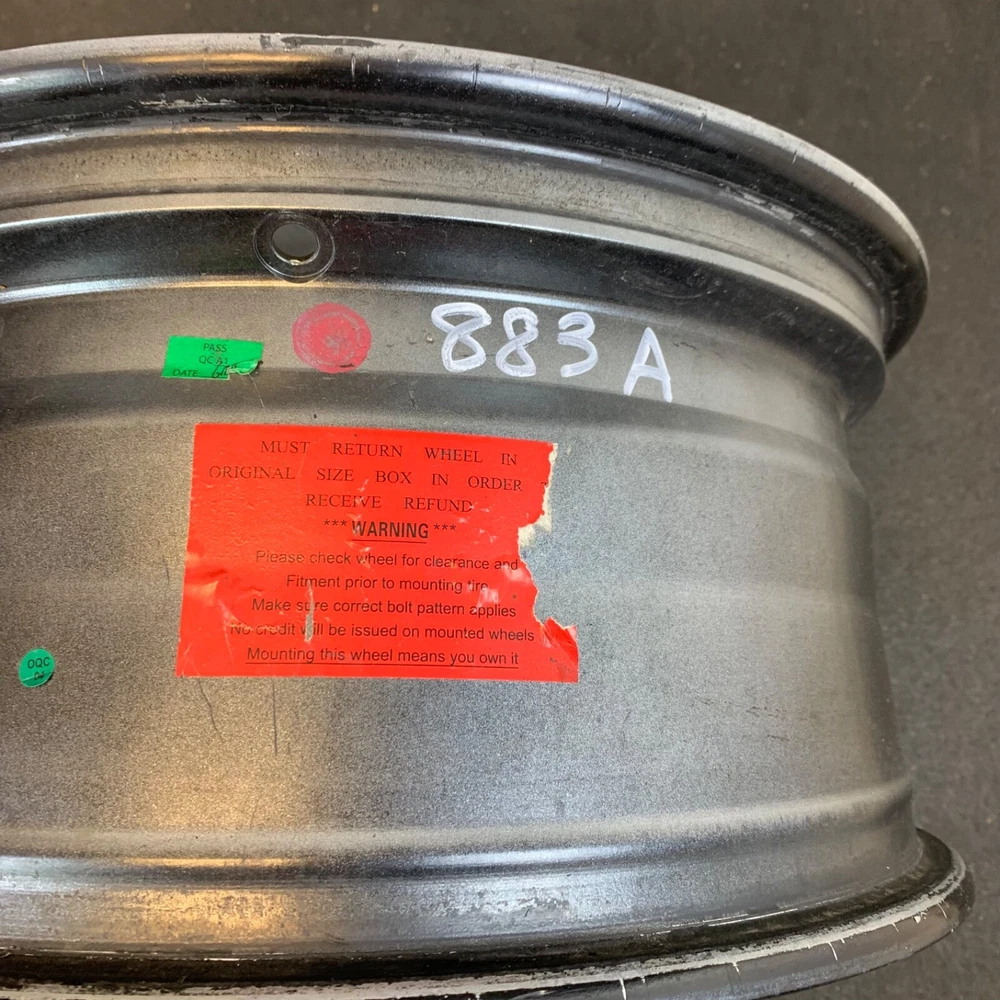 883 A
PASS
QC A1
DATE
MUST RETURN WHEEL IN
ORIGINAL SIZE BOX IN ORDER
RECEIVE REFUND
*** WARNING ***
Please check wheel for clearance and
Fitment prior to mounting tire
Make sure correct bolt pattern applies
No credit will be issued on mounted wheels
Mounting this wheel means you own it
OQC